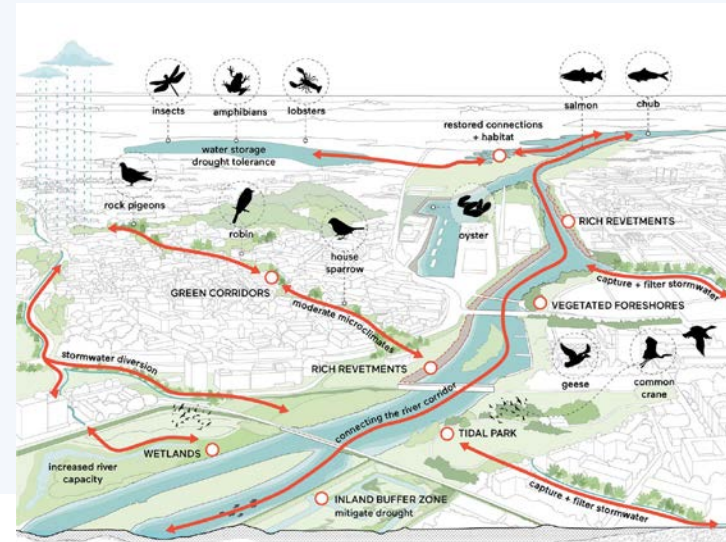 insects
amphibians
lobsters
salmon
chub
restored connections
+ habitat
water storage
drought tolerance
rock pigeons
robin
house
sparrow
oyster
RICH REVETMENTS
GREEN CORRIDORS
capture + filter stormwater
moderate microclimates
VEGETATED FORESHORES
stormwater diversion
RICH REVETMENTS
geese
common
crane
connecting the river corridor
WETLANDS
TIDAL PARK
increased river
capacity
INLAND BUFFER ZONE
mitigate drought
capture + filter stormwater